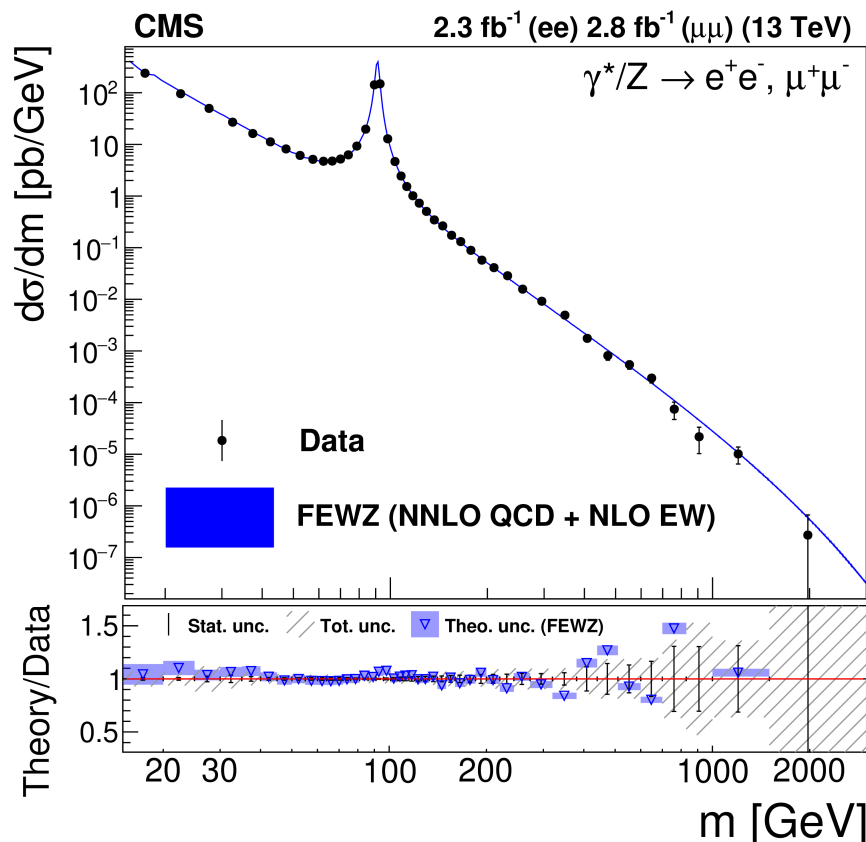 CMS 2.3 fb⁻¹ (ee) 2.8 fb⁻¹ (μμ) (13 TeV)
γ*/Z → e⁺e⁻, μ⁺μ⁻
dσ/dm [pb/GeV]
10²
10
1
10⁻¹
10⁻²
10⁻³
10⁻⁴
10⁻⁵
10⁻⁶
10⁻⁷
Data
FEWZ (NNLO QCD + NLO EW)
Theory/Data
1.5
1
0.5
Stat. unc. Tot. unc. Theo. unc. (FEWZ)
20 30 100 200 1000 2000
m [GeV]